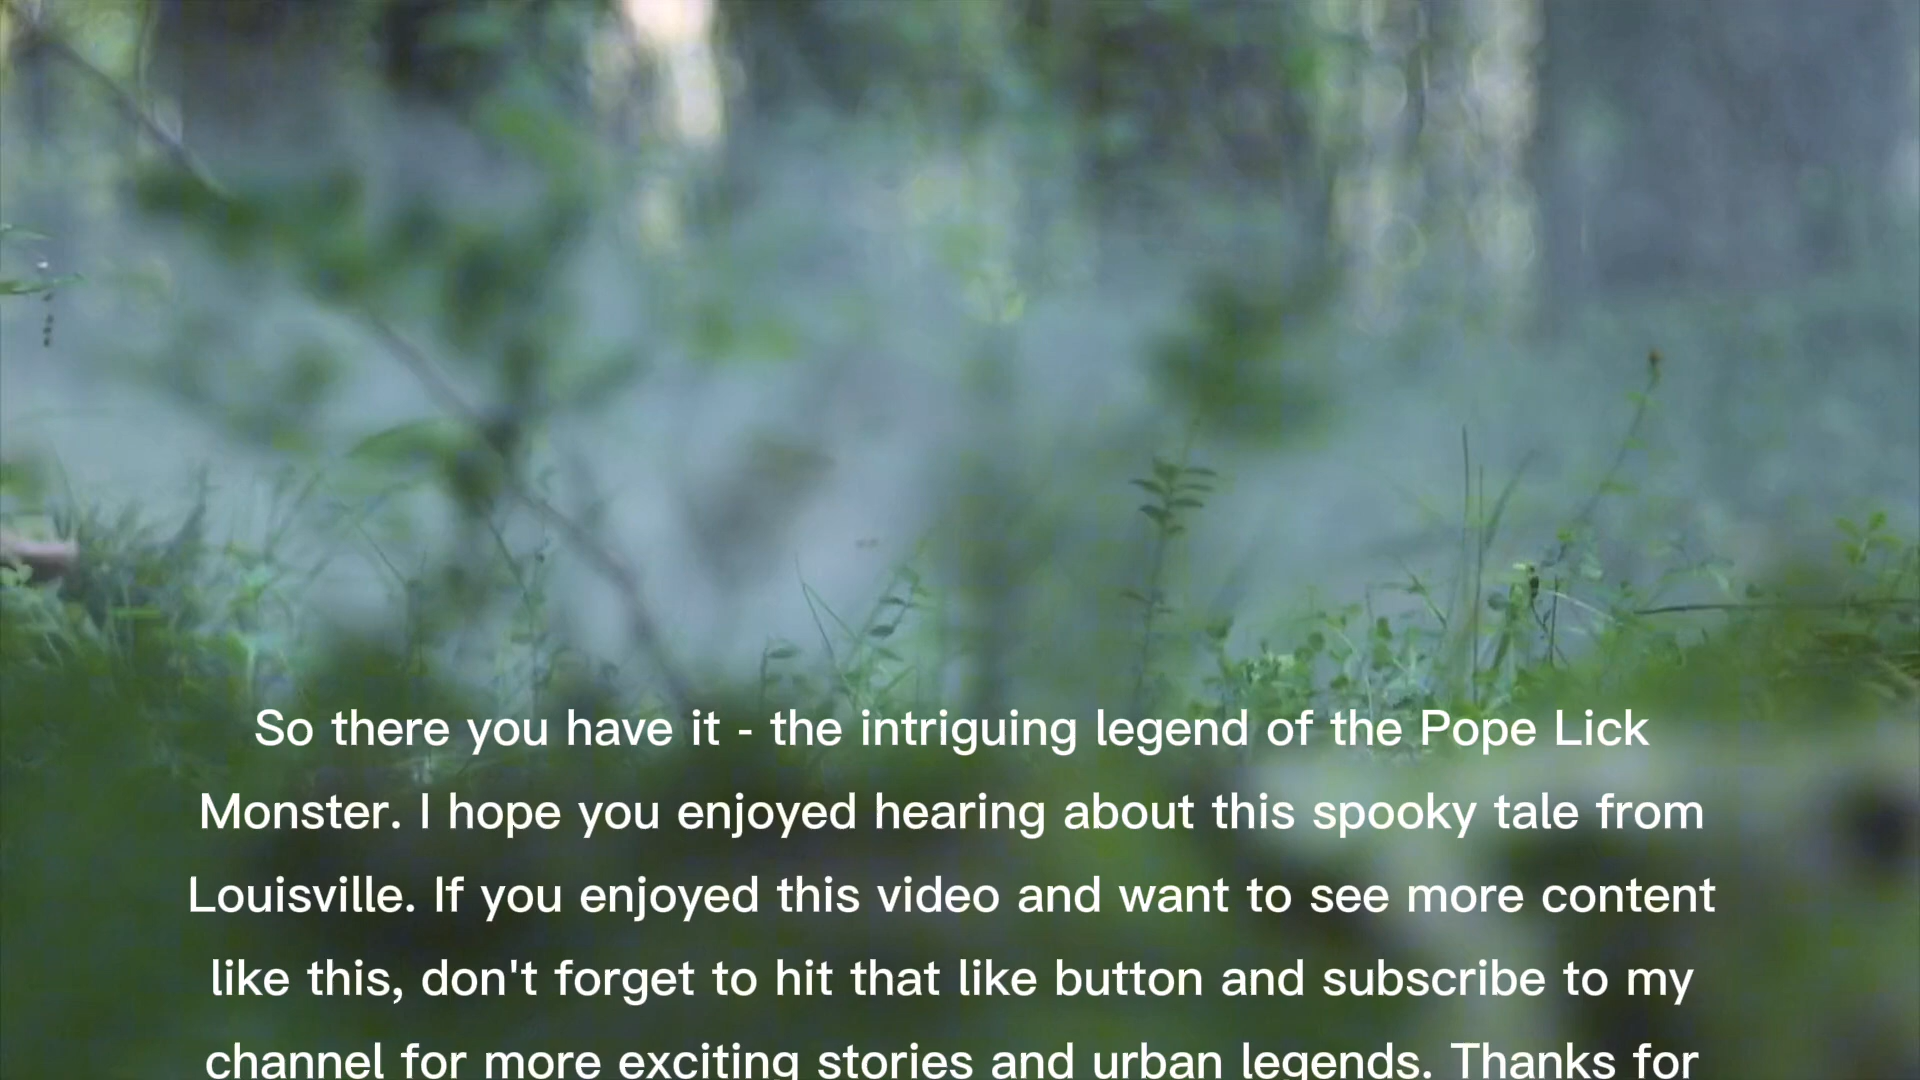 So there you have it - the intriguing legend of the Pope Lick
Monster. I hope you enjoyed hearing about this spooky tale from
Louisville. If you enjoyed this video and want to see more content
like this, don't forget to hit that like button and subscribe to my
channel for more exciting stories and urban legends. Thanks for